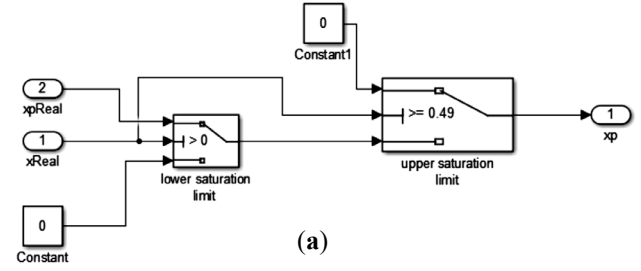 0
Constant1
2
xpReal
1
xReal
> 0
lower saturation
limit
>= 0.49
upper saturation
limit
1
xp
0
Constant
(a)